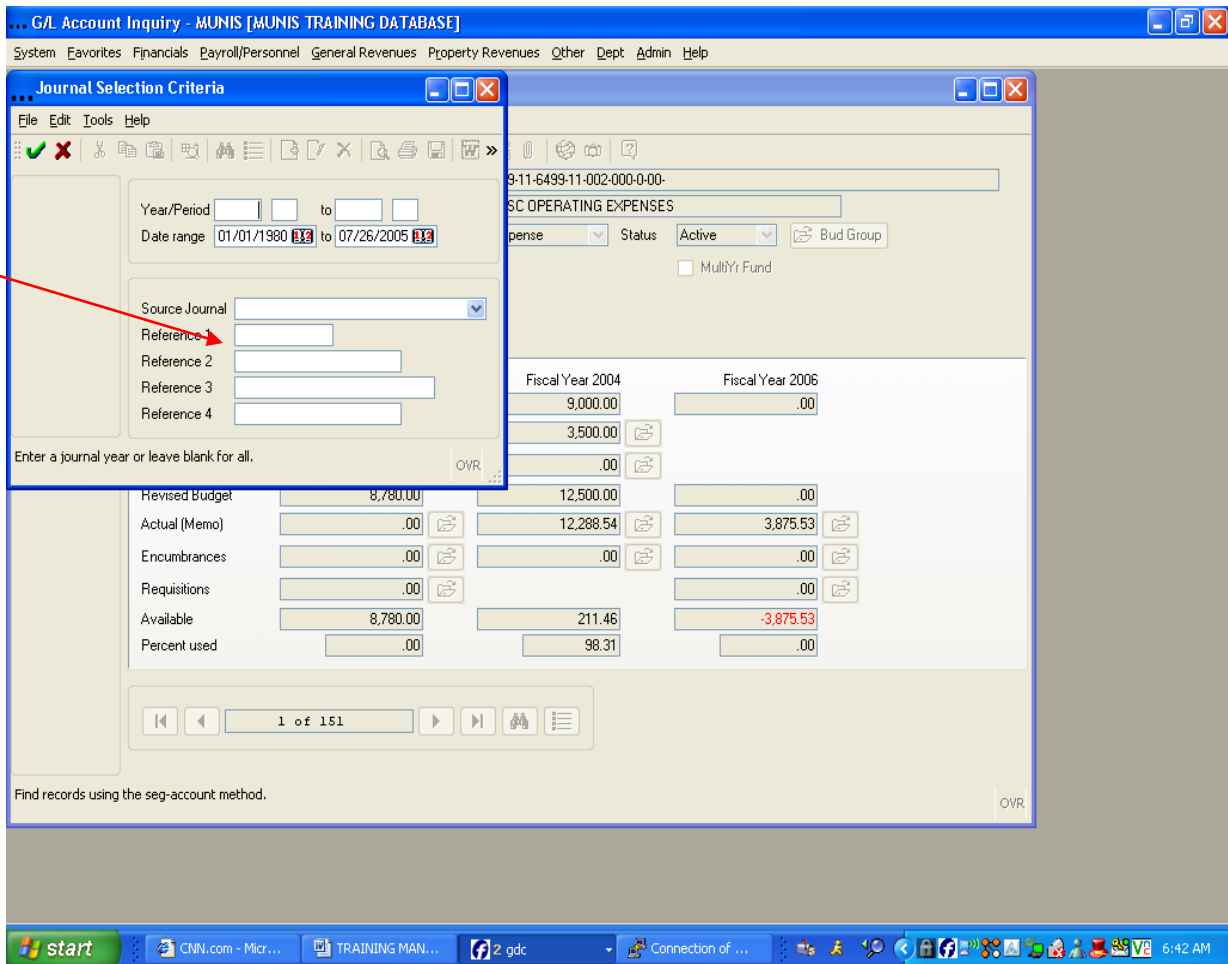 ... G/L Account Inquiry - MUNIS [MUNIS TRAINING DATABASE]
System Favorites Financials Payroll/Personnel General Revenues Property Revenues Other Dept Admin Help
... Journal Selection Criteria
File Edit Tools Help
Year/Period to
Date range 01/01/1980 to 07/26/2005
Source Journal
Reference 1
Reference 2
Reference 3
Reference 4
Enter a journal year or leave blank for all.
OVR
9-11-6499-11-002-000-0-00-
SC OPERATING EXPENSES
pense Status Active Bud Group
MultiYr Fund
Fiscal Year 2004 Fiscal Year 2006
9,000.00 .00
3,500.00
.00
Revised Budget 8,780.00 12,500.00 .00
Actual (Memo) .00 12,288.54 3,875.53
Encumbrances .00 .00 .00
Requisitions .00 .00
Available 8,780.00 211.46 -3,875.53
Percent used .00 98.31 .00
1 of 151
Find records using the seg-account method.
OVR
start CNN.com - Micr... TRAINING MAN... 2 gdc Connection of ... 6:42 AM